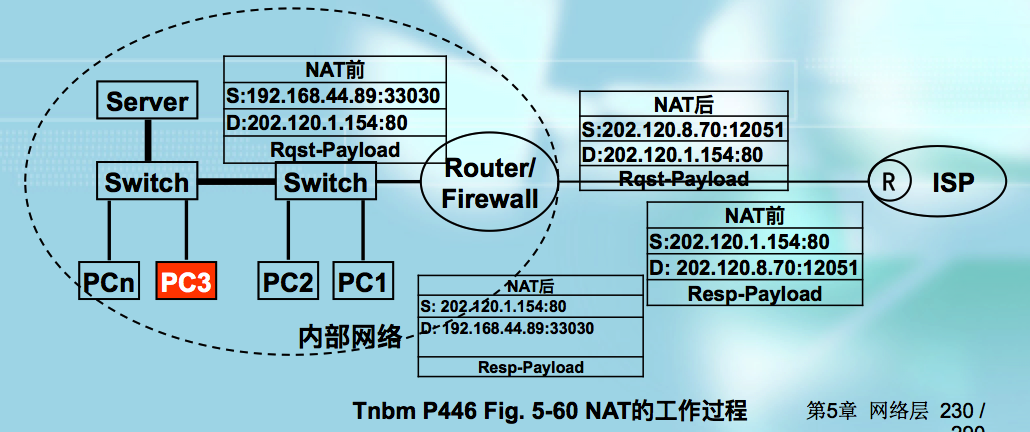 NAT前
S:192.168.44.89:33030
D:202.120.1.154:80
Rqst-Payload
NAT后
S:202.120.8.70:12051
D:202.120.1.154:80
Rqst-Payload
Server
Switch
Switch
Router/
Firewall
R
ISP
NAT前
S:202.120.1.154:80
D: 202.120.8.70:12051
Resp-Payload
PCn
PC3
PC2
PC1
NAT后
S: 202.120.1.154:80
D: 192.168.44.89:33030
Resp-Payload
内部网络
Tnbm P446 Fig. 5-60 NAT的工作过程
第5章 网络层 230 /